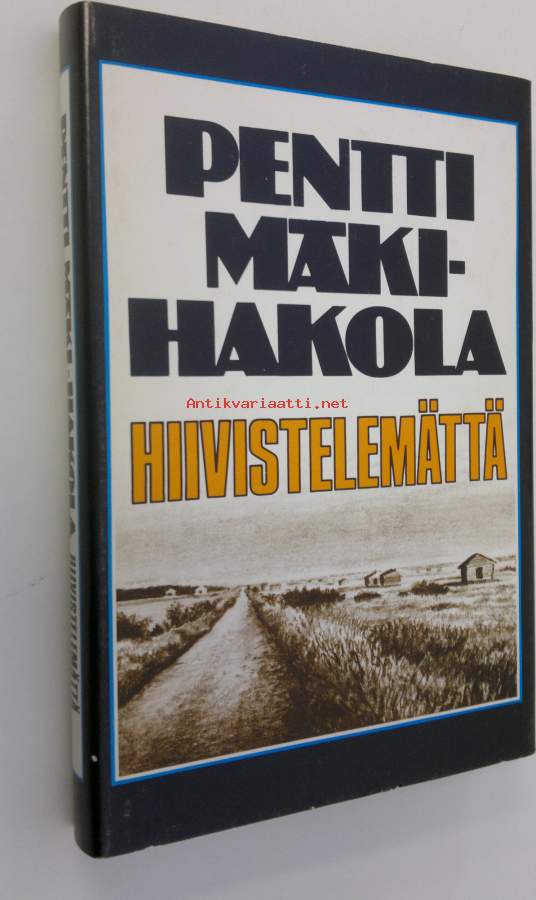 PENTTI
MÄKI-
HAKOLA
Antikvariaatti.net
HIIVISTELEMÄTTÄ
PENTTI MÄKI-HAKOLA HIIVISTELEMÄTTÄ